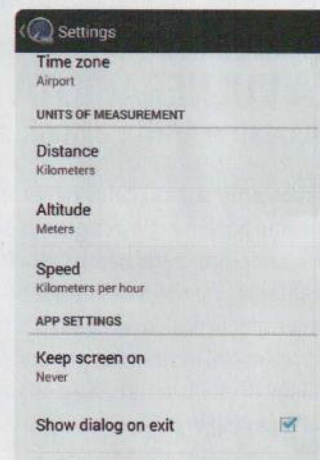 Settings
Time zone
Airport
UNITS OF MEASUREMENT
Distance
Kilometers
Altitude
Meters
Speed
Kilometers per hour
APP SETTINGS
Keep screen on
Never
Show dialog on exit